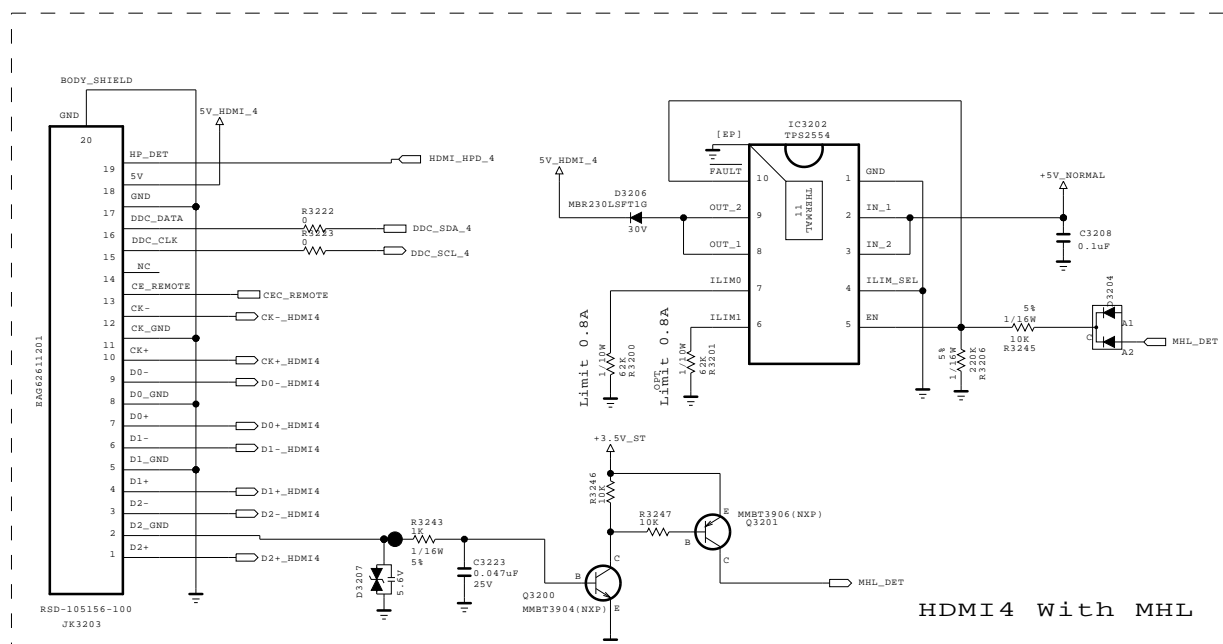 BODY_SHIELD
GND
20
5V_HDMI_4
19
HP_DET
HDMI_HPD_4
18
5V
17
GND
16
DDC_DATA
R3222
0
DDC_SDA_4
15
DDC_CLK
R3223
0
DDC_SCL_4
14
NC
13
CE_REMOTE
CEC_REMOTE
12
CK-
CK-_HDMI4
11
CK_GND
10
CK+
CK+_HDMI4
9
D0-
D0-_HDMI4
8
D0_GND
7
D0+
D0+_HDMI4
6
D1-
D1-_HDMI4
5
D1_GND
4
D1+
D1+_HDMI4
3
D2-
D2-_HDMI4
2
D2_GND
1
D2+
D2+_HDMI4
EAG62611201
RSD-105156-100
JK3203
D3207
5.6V
R3243
1K
1/16W
5%
C3223
0.047uF
25V
Q3200
MMBT3904(NXP)
B
C
E
+3.5V_ST
R3246
10K
R3247
10K
MMBT3906(NXP)
Q3201
E
B
C
MHL_DET
5V_HDMI_4
D3206
MBR230LSFT1G
30V
IC3202
TPS2554
[EP]
FAULT
10
OUT_2
9
OUT_1
8
ILIM0
7
ILIM1
6
THERMAL
11
1
GND
2
IN_1
3
IN_2
4
ILIM_SEL
5
EN
+5V_NORMAL
C3208
0.1uF
Limit 0.8A
1/10W
62K
R3200
Limit 0.8A
OPT
1/10W
62K
R3201
5%
1/16W
220K
R3206
5%
1/16W
10K
R3245
D3204
A1
C
A2
MHL_DET
HDMI4 With MHL